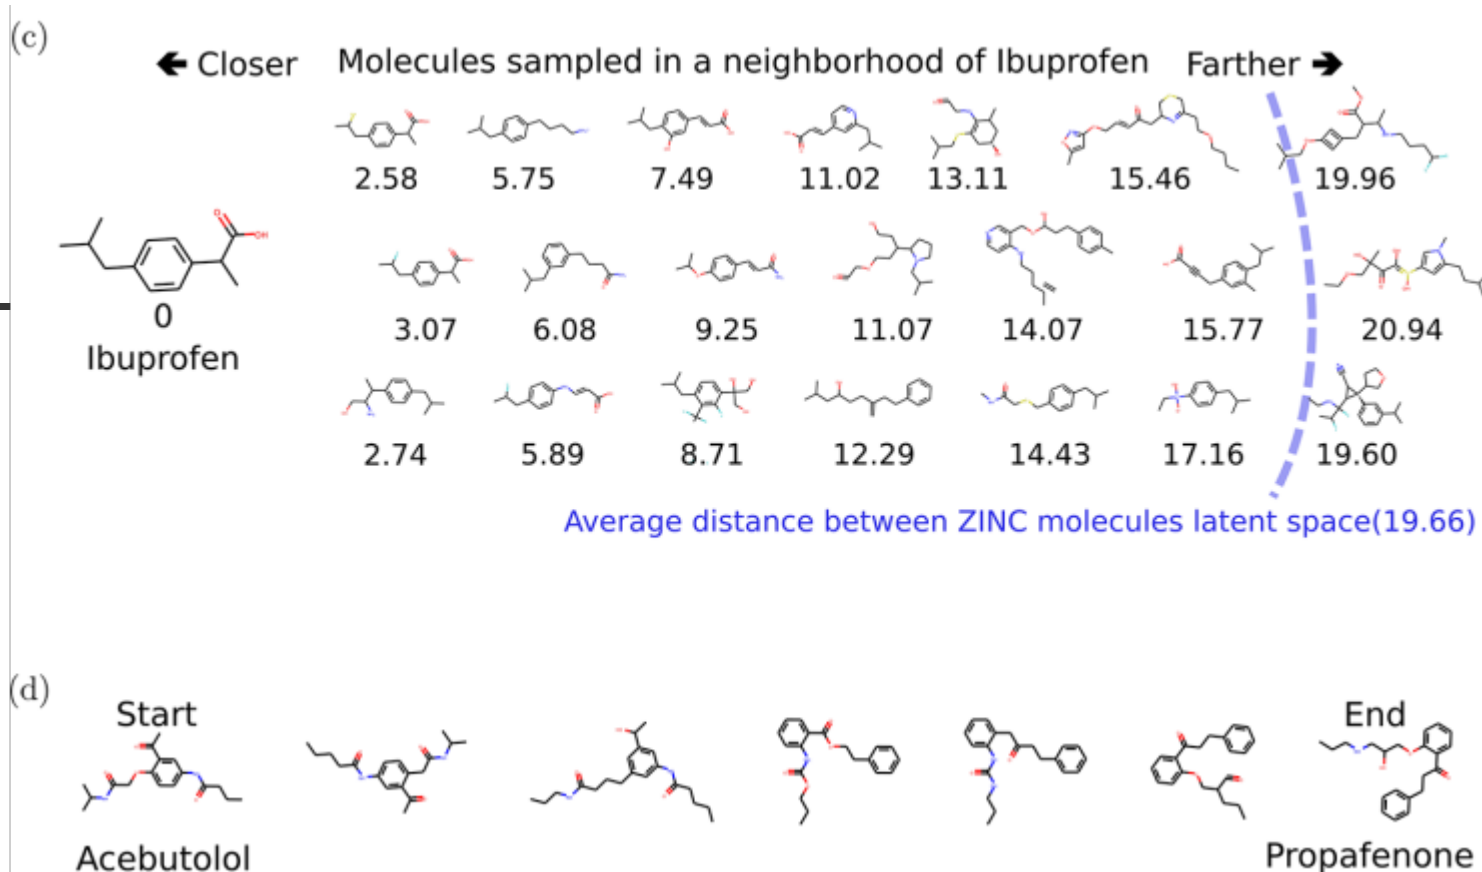 (c)
🡸 Closer Molecules sampled in a neighborhood of Ibuprofen Farther 🡺
2.58 5.75 7.49 11.02 13.11 15.46 19.96
0
Ibuprofen
3.07 6.08 9.25 11.07 14.07 15.77 20.94
2.74 5.89 8.71 12.29 14.43 17.16 19.60
Average distance between ZINC molecules latent space(19.66)
(d)
Start End
Acebutolol Propafenone